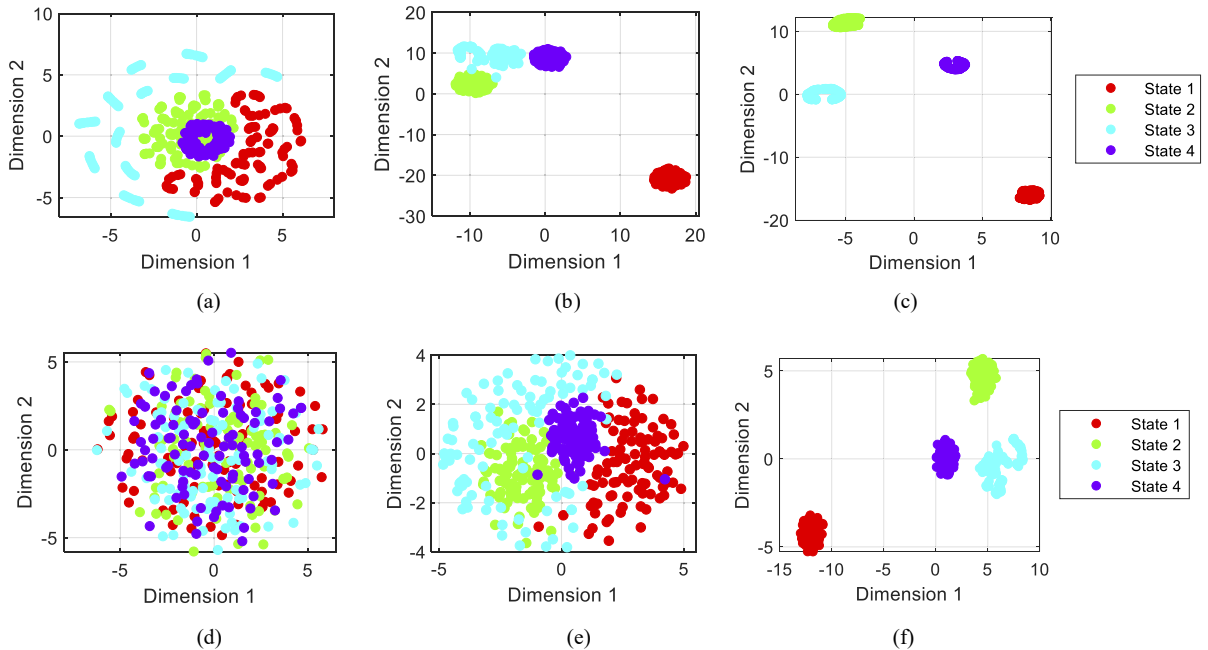 10
5
0
-5
-5
0
5
Dimension 2
Dimension 1
(a)
20
10
0
-10
-20
-30
-10
0
10
20
Dimension 2
Dimension 1
(b)
10
0
-10
-20
-5
0
5
10
Dimension 2
Dimension 1
(c)
State 1
State 2
State 3
State 4
5
0
-5
-5
0
5
Dimension 2
Dimension 1
(d)
4
2
0
-2
-4
-5
0
5
Dimension 2
Dimension 1
(e)
5
0
-5
-15
-10
-5
0
5
10
Dimension 2
Dimension 1
(f)
State 1
State 2
State 3
State 4